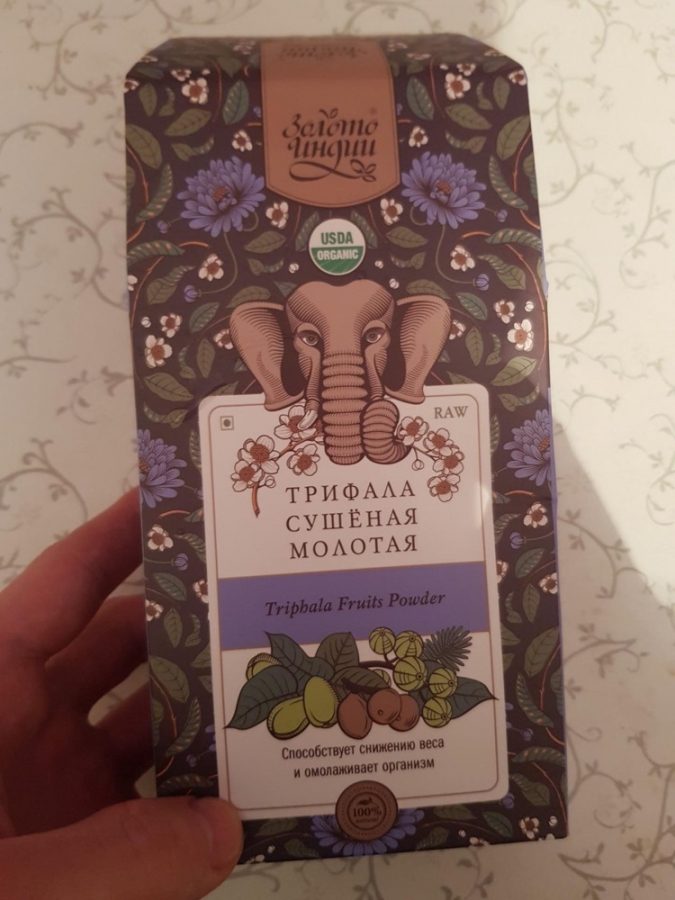 Золото
Индии
®
USDA
ORGANIC
RAW
ТРИФАЛА
СУШЁНАЯ
МОЛОТАЯ
Triphala Fruits Powder
Способствует снижению веса
и омолаживает организм
100%